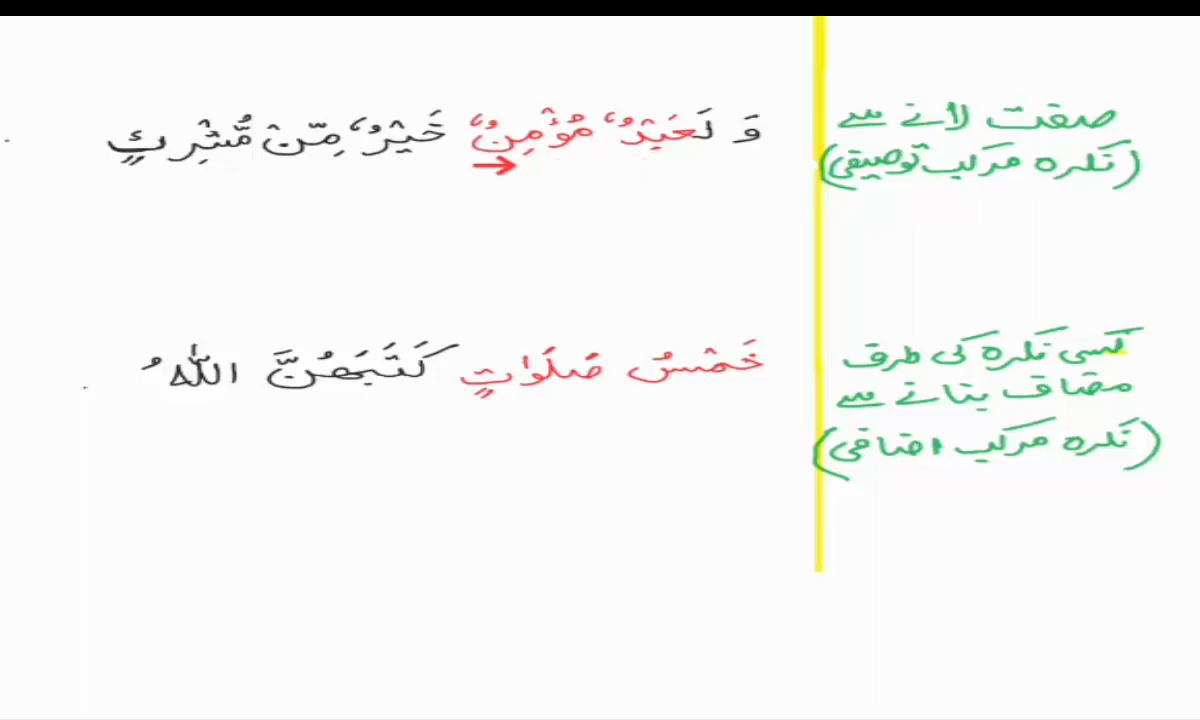 صفت لانے سے
(نکرہ مرکب توصیفی)
وَ لَعَبْدٌ مُّؤْمِنٌ خَيْرٌ مِّنْ مُّشْرِكٍ
کسی نکرہ کی طرف
مضاف بنانے سے
(نکرہ مرکب اضافی)
خَمْسُ صَلَوَاتٍ كَتَبَهُنَّ اللّٰهُ